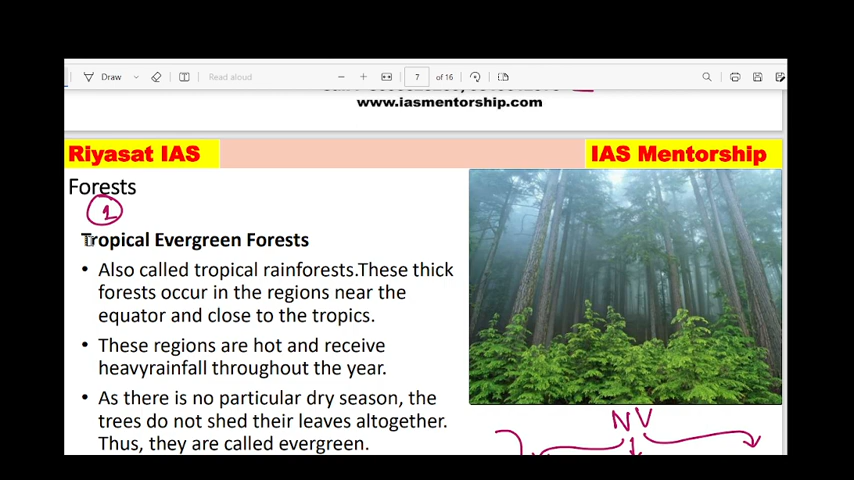 Draw
Read aloud
7 of 16
www.iasmentorship.com
Riyasat IAS
IAS Mentorship
Forests
1
Tropical Evergreen Forests
• Also called tropical rainforests.These thick
forests occur in the regions near the
equator and close to the tropics.
• These regions are hot and receive
heavyrainfall throughout the year.
• As there is no particular dry season, the
trees do not shed their leaves altogether.
Thus, they are called evergreen.
NV